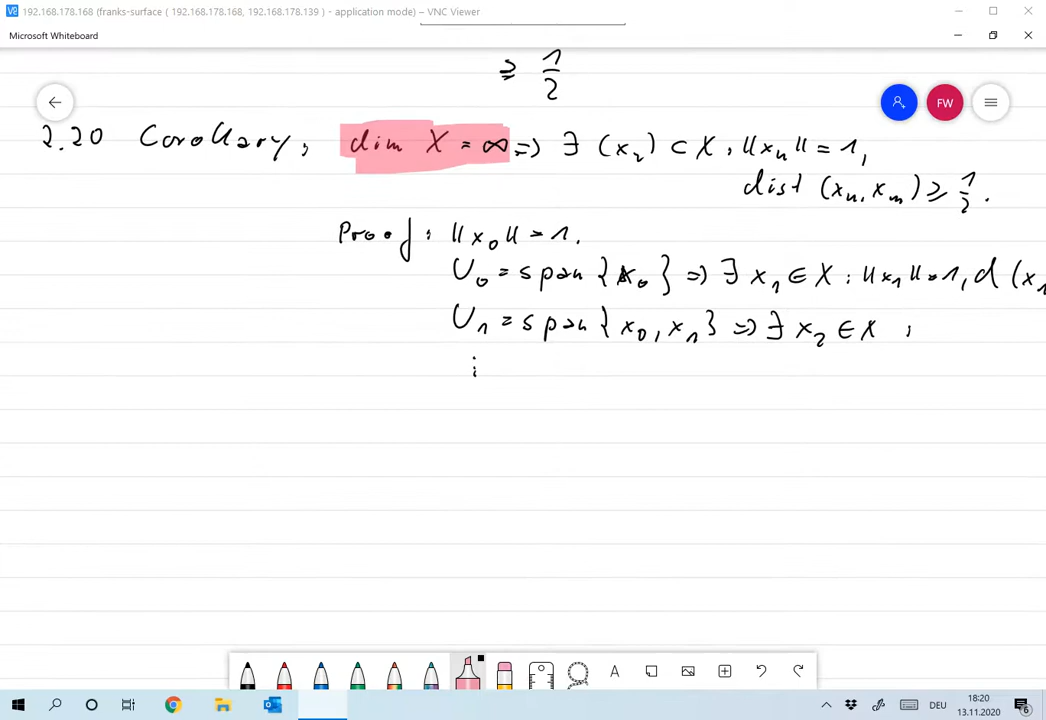 192.168.178.168 (franks-surface ( 192.168.178.168, 192.168.178.139 ) - application mode) – VNC Viewer
Microsoft Whiteboard
≥ 1/2
FW
2.20 Corollary: dim X = ∞ => ∃ (x₂) ⊂ X : ||xₙ|| = 1,
dist (xₙ, xₘ) ≥ 1/2.
Proof: ||x₀|| = 1.
U₀ = span {x₀} => ∃ x₁ ∈ X : ||x₁|| = 1, d (x₁
U₁ = span {x₀, x₁} => ∃ x₂ ∈ X :
⋮
A
DEU
18:20
13.11.2020
6